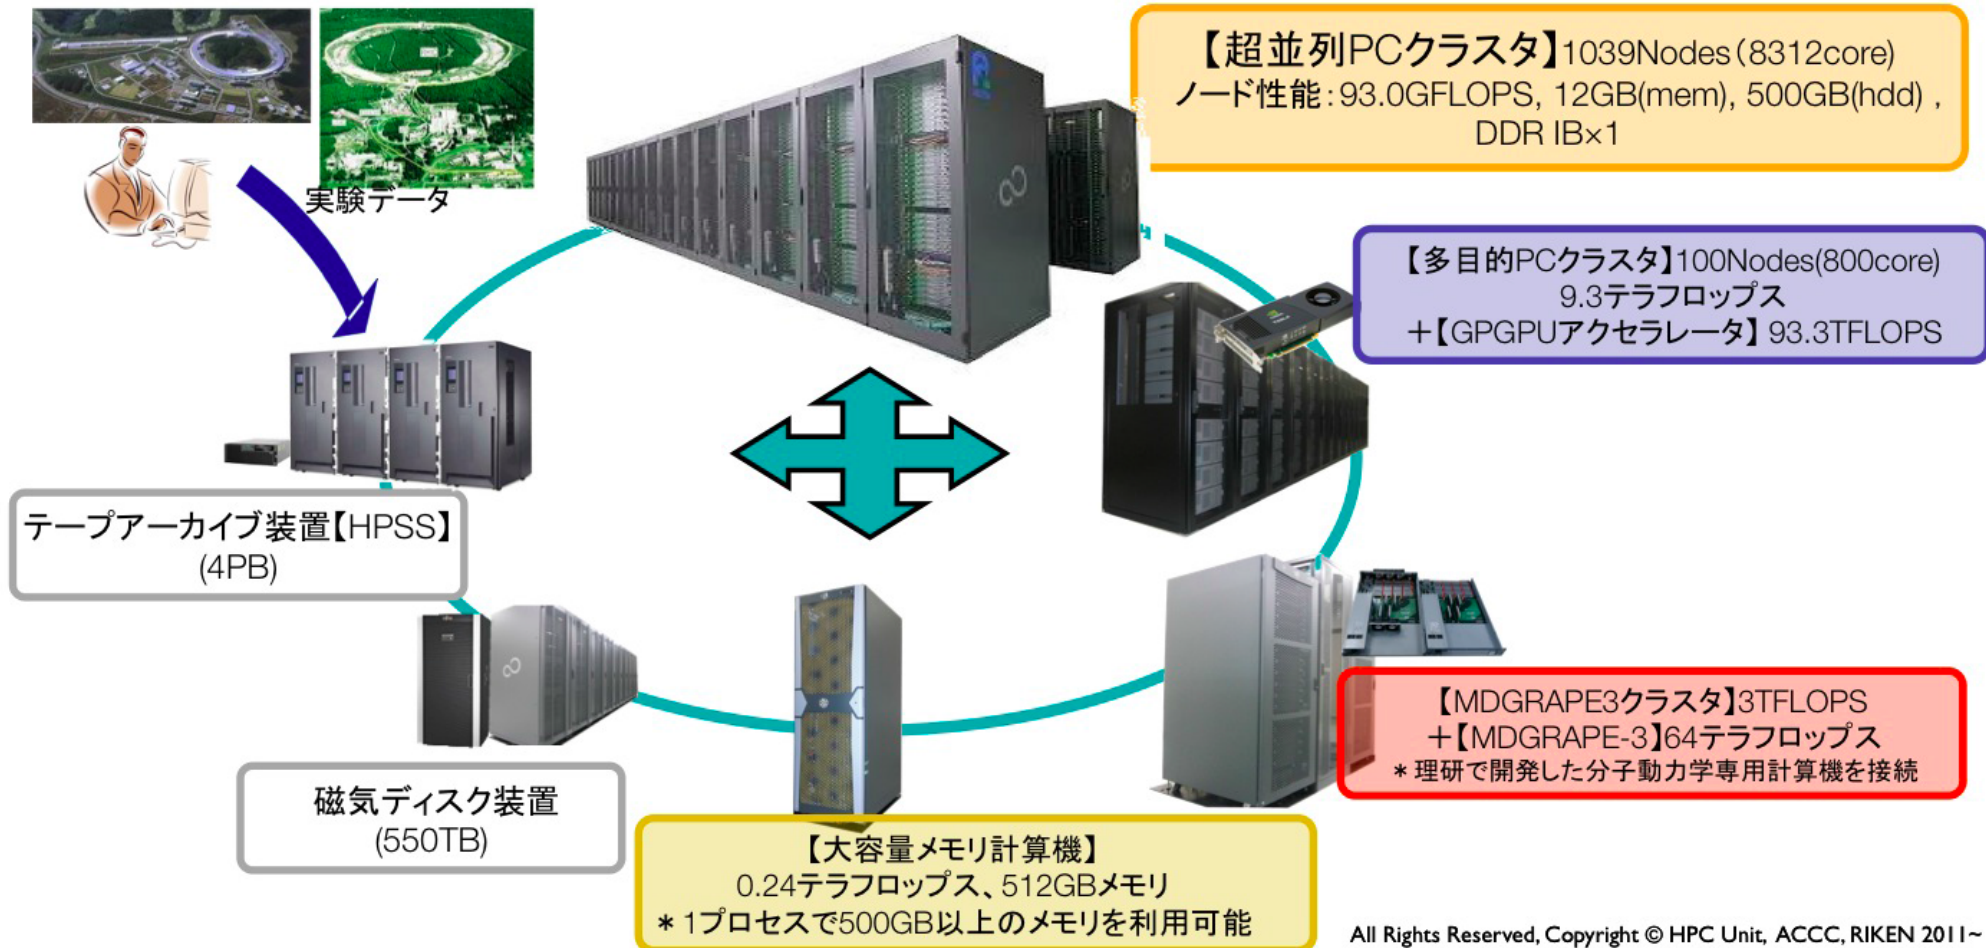 【超並列PCクラスタ】1039Nodes(8312core)
ノード性能:93.0GFLOPS, 12GB(mem), 500GB(hdd) ,
DDR IB×1
実験データ
【多目的PCクラスタ】100Nodes(800core)
9.3テラフロップス
+【GPGPUアクセラレータ】 93.3TFLOPS
テープアーカイブ装置【HPSS】
(4PB)
【MDGRAPE3クラスタ】3TFLOPS
+【MDGRAPE-3】64テラフロップス
*理研で開発した分子動力学専用計算機を接続
磁気ディスク装置
(550TB)
【大容量メモリ計算機】
0.24テラフロップス、512GBメモリ
*1プロセスで500GB以上のメモリを利用可能
All Rights Reserved, Copyright © HPC Unit, ACCC, RIKEN 2011~